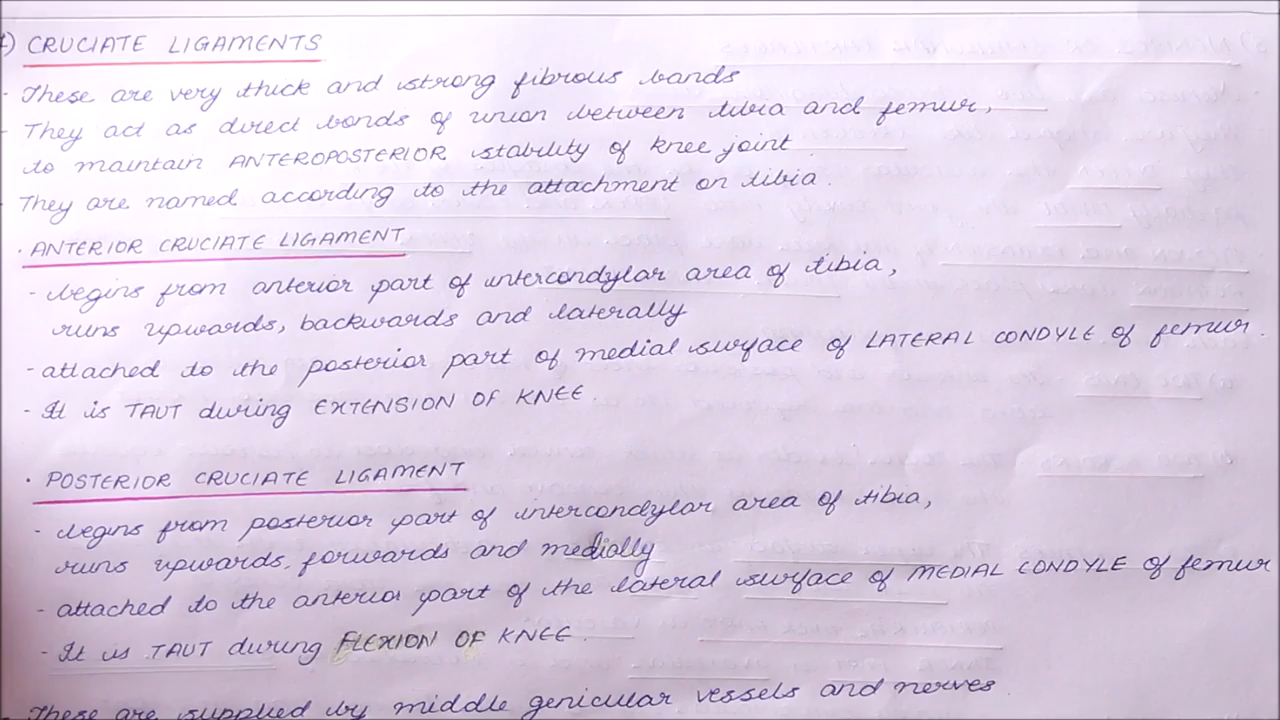 ) CRUCIATE LIGAMENTS
- These are very thick and strong fibrous bands
- They act as direct bonds of union between tibia and femur,
to maintain ANTEROPOSTERIOR stability of knee joint
- They are named according to the attachment on tibia.
· ANTERIOR CRUCIATE LIGAMENT
- begins from anterior part of intercondylar area of tibia,
runs upwards, backwards and laterally
- attached to the posterior part of medial surface of LATERAL CONDYLE of femur.
- It is TAUT during EXTENSION OF KNEE.
· POSTERIOR CRUCIATE LIGAMENT
- begins from posterior part of intercondylar area of tibia,
runs upwards, forwards and medially
- attached to the anterior part of the lateral surface of MEDIAL CONDYLE of femur
- It is TAUT during FLEXION OF KNEE.
These are supplied by middle genicular vessels and nerves.